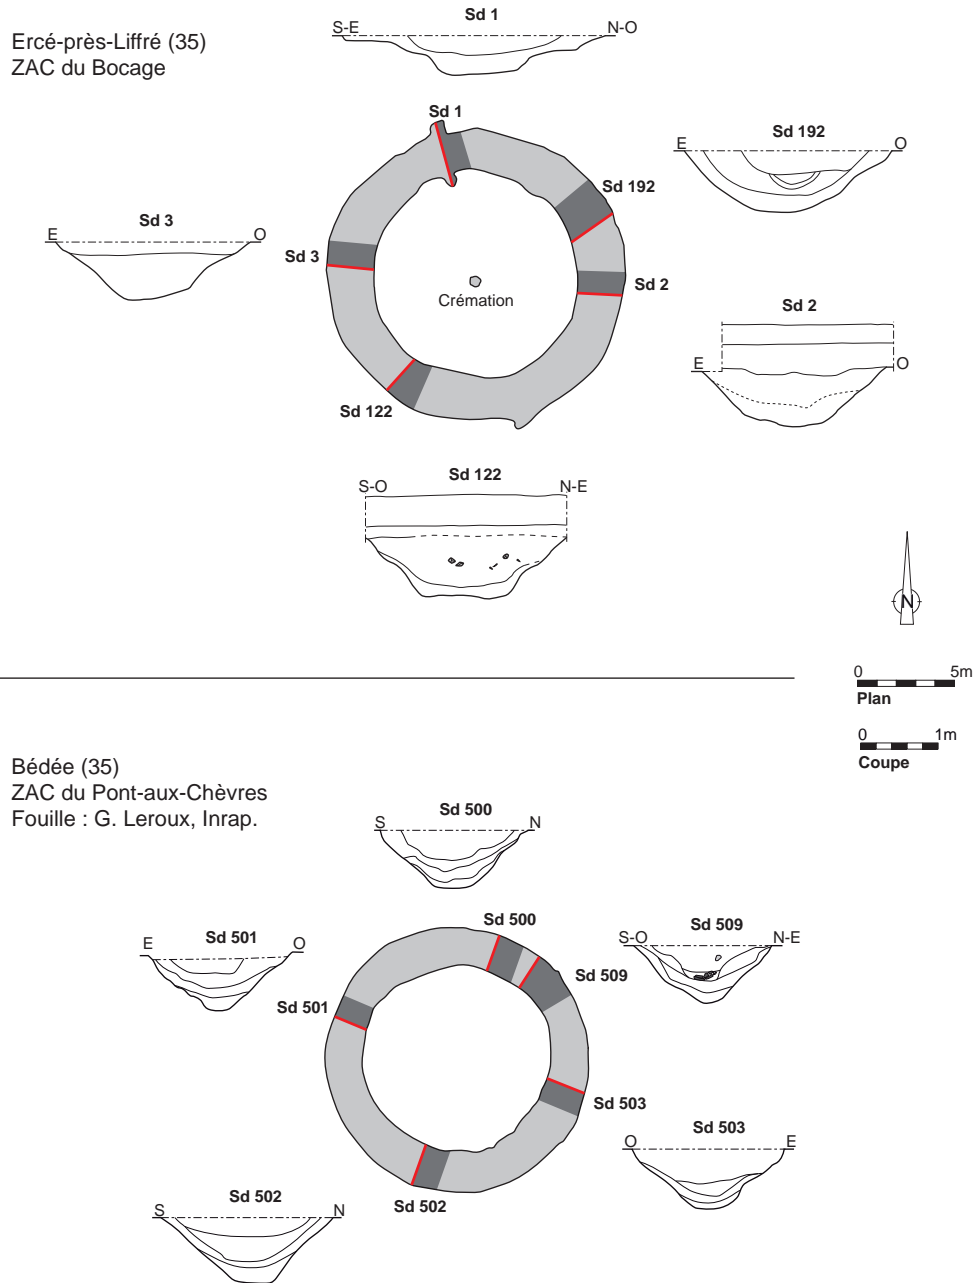 Ercé-près-Liffré (35)
ZAC du Bocage
Sd 1
S-E N-O
Sd 1
Sd 192
E O
Sd 192
Sd 3
E O
Sd 3
Sd 2
Crémation
Sd 2
E O
Sd 122
Sd 122
S-O N-E
N
0 5m
Plan
0 1m
Coupe
Bédée (35)
ZAC du Pont-aux-Chèvres
Fouille : G. Leroux, Inrap.
Sd 500
S N
Sd 500
Sd 501
E O
Sd 509
S-O N-E
Sd 509
Sd 501
Sd 503
Sd 503
O E
Sd 502
Sd 502
S N